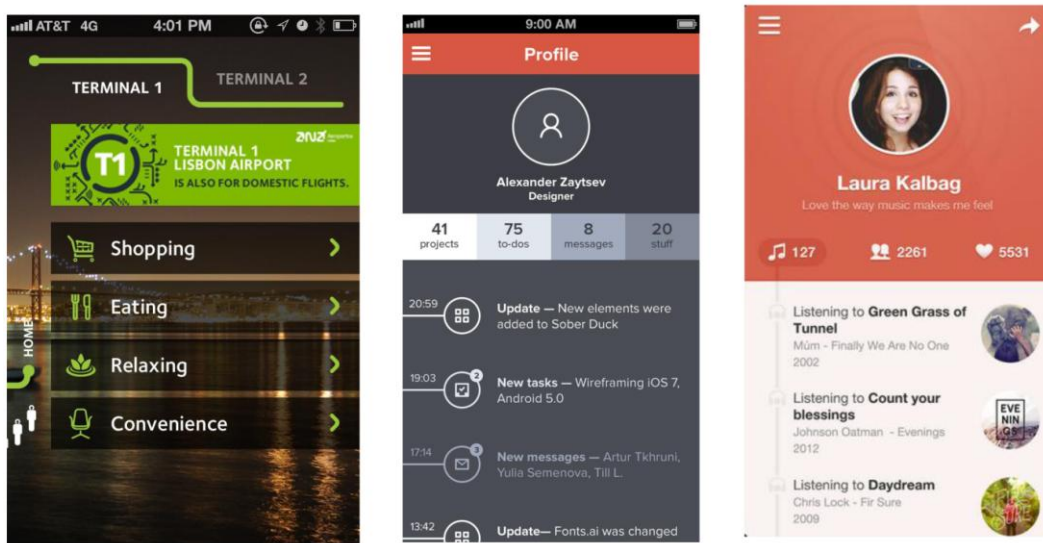 AT&T 4G 4:01 PM
TERMINAL 1
TERMINAL 2
ana
T1
TERMINAL 1
LISBON AIRPORT
IS ALSO FOR DOMESTIC FLIGHTS.
Shopping
Eating
HOME
Relaxing
Convenience
9:00 AM
Profile
Alexander Zaytsev
Designer
41 75 8 20
projects to-dos messages stuff
20:59
Update — New elements were
added to Sober Duck
19:03
2
New tasks — Wireframing iOS 7,
Android 5.0
17:14
3
New messages — Artur Tkhruni,
Yulia Semenova, Till L.
13:42
Update— Fonts.ai was changed
Laura Kalbag
Love the way music makes me feel
127 2261 5531
Listening to Green Grass of
Tunnel
Múm - Finally We Are No One
2002
Listening to Count your
blessings
Johnson Oatman - Evenings
2012
EVE
NIN
GS
Listening to Daydream
Chris Lock - Fir Sure
2009